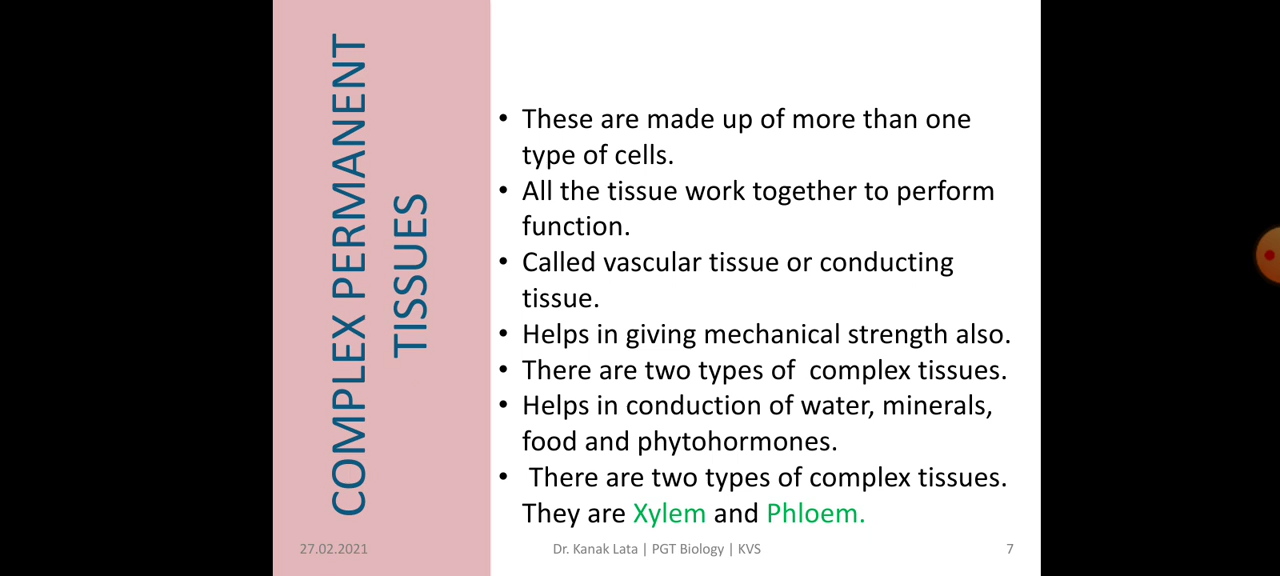 COMPLEX PERMANENT
TISSUES
• These are made up of more than one
type of cells.
• All the tissue work together to perform
function.
• Called vascular tissue or conducting
tissue.
• Helps in giving mechanical strength also.
• There are two types of  complex tissues.
• Helps in conduction of water, minerals,
food and phytohormones.
•  There are two types of complex tissues.
They are Xylem and Phloem.
27.02.2021
Dr. Kanak Lata | PGT Biology | KVS
7